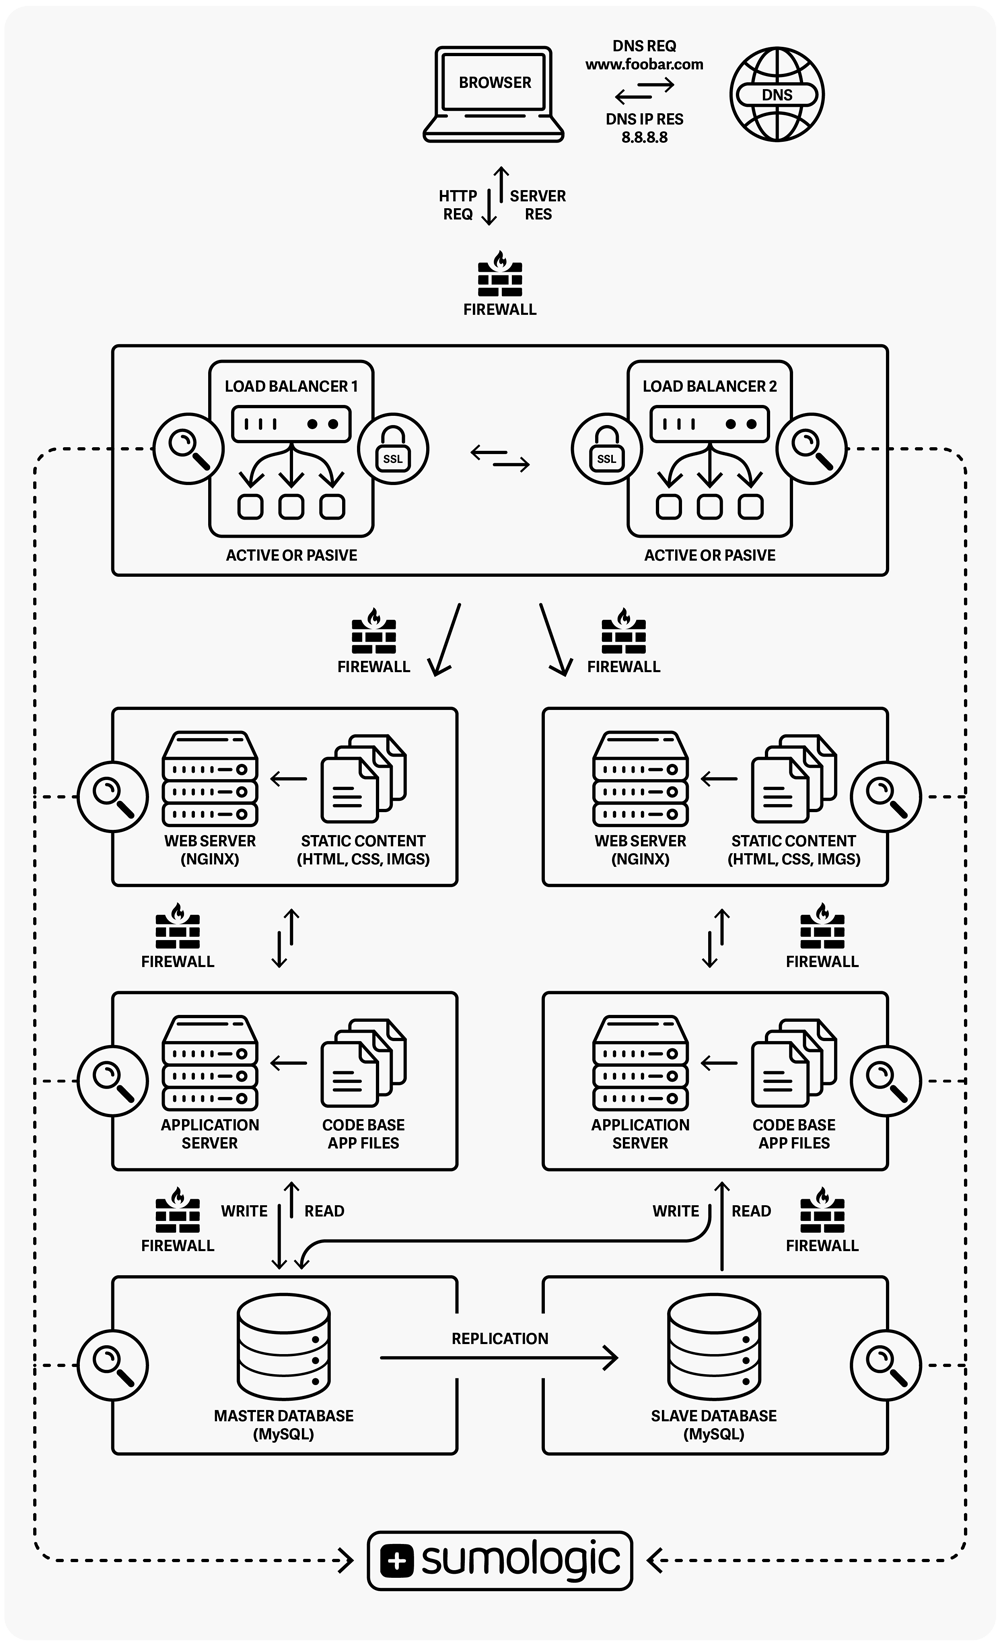 DNS REQ
www.foobar.com
BROWSER
DNS
DNS IP RES
8.8.8.8
HTTP
REQ
SERVER
RES
FIREWALL
LOAD BALANCER 1
LOAD BALANCER 2
SSL
SSL
ACTIVE OR PASIVE
ACTIVE OR PASIVE
FIREWALL
FIREWALL
WEB SERVER
(NGINX)
STATIC CONTENT
(HTML, CSS, IMGS)
WEB SERVER
(NGINX)
STATIC CONTENT
(HTML, CSS, IMGS)
FIREWALL
FIREWALL
APPLICATION
SERVER
CODE BASE
APP FILES
APPLICATION
SERVER
CODE BASE
APP FILES
FIREWALL
WRITE
READ
WRITE
READ
FIREWALL
REPLICATION
MASTER DATABASE
(MySQL)
SLAVE DATABASE
(MySQL)
sumologic